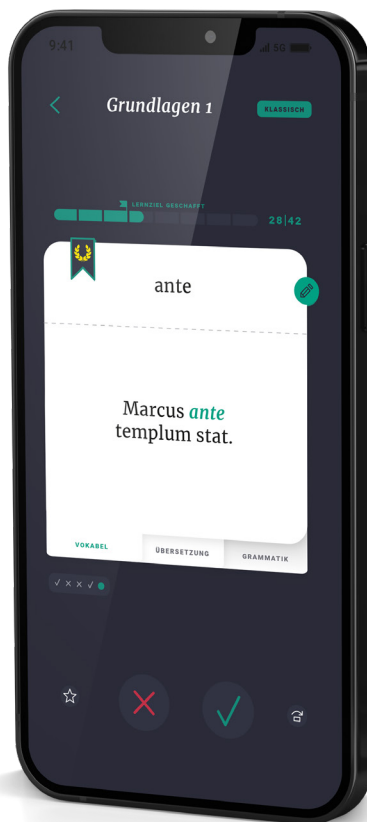 9:41
5G
Grundlagen 1
KLASSISCH
LERNZIEL GESCHAFFT
28|42
ante
Marcus ante
templum stat.
VOKABEL
ÜBERSETZUNG
GRAMMATIK